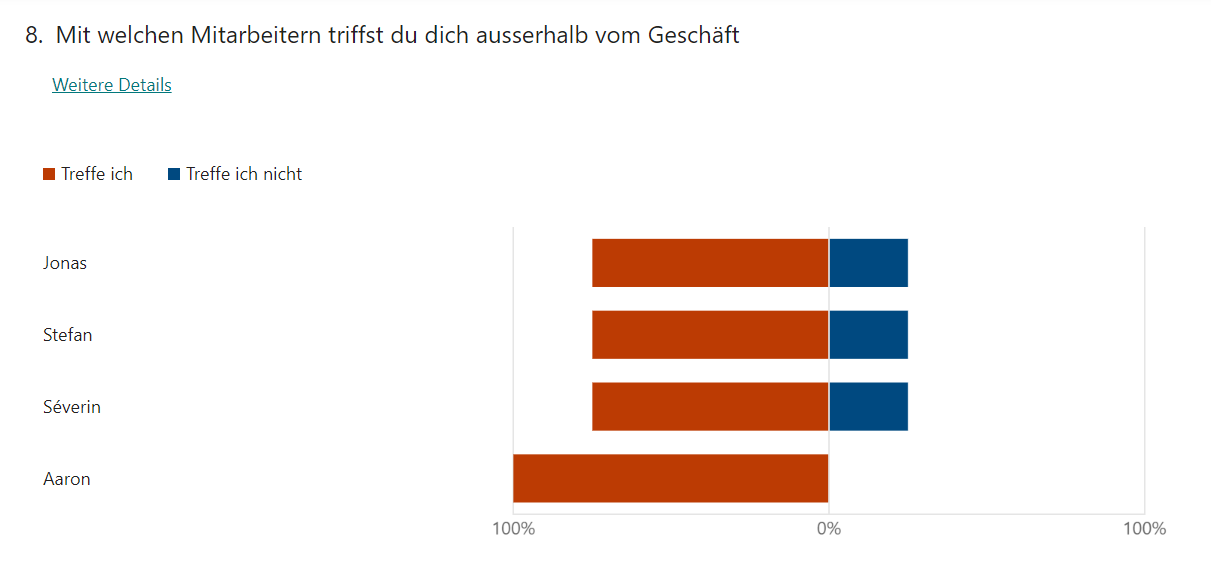 8. Mit welchen Mitarbeitern triffst du dich ausserhalb vom Geschäft
Weitere Details
Treffe ich Treffe ich nicht
Jonas
Stefan
Séverin
Aaron
100% 0% 100%